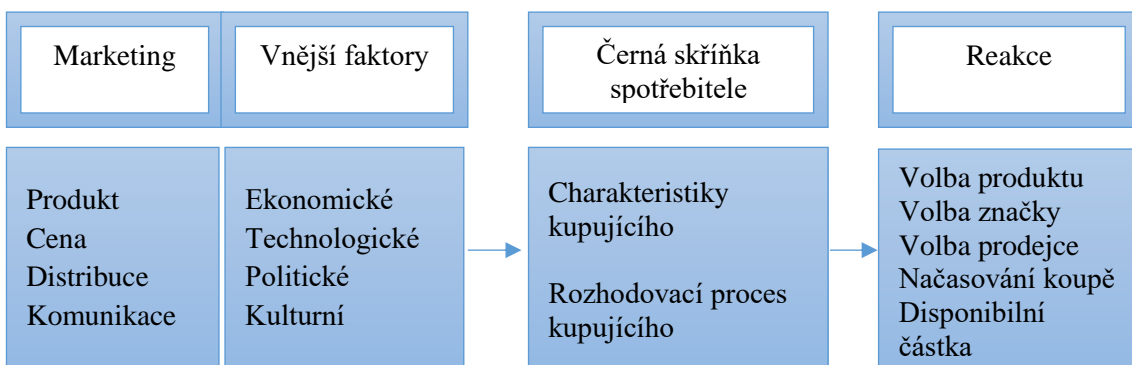 Marketing
Vnější faktory
Černá skříňka
spotřebitele
Reakce
Produkt
Cena
Distribuce
Komunikace
Ekonomické
Technologické
Politické
Kulturní
Charakteristiky
kupujícího
Rozhodovací proces
kupujícího
Volba produktu
Volba značky
Volba prodejce
Načasování koupě
Disponibilní
částka